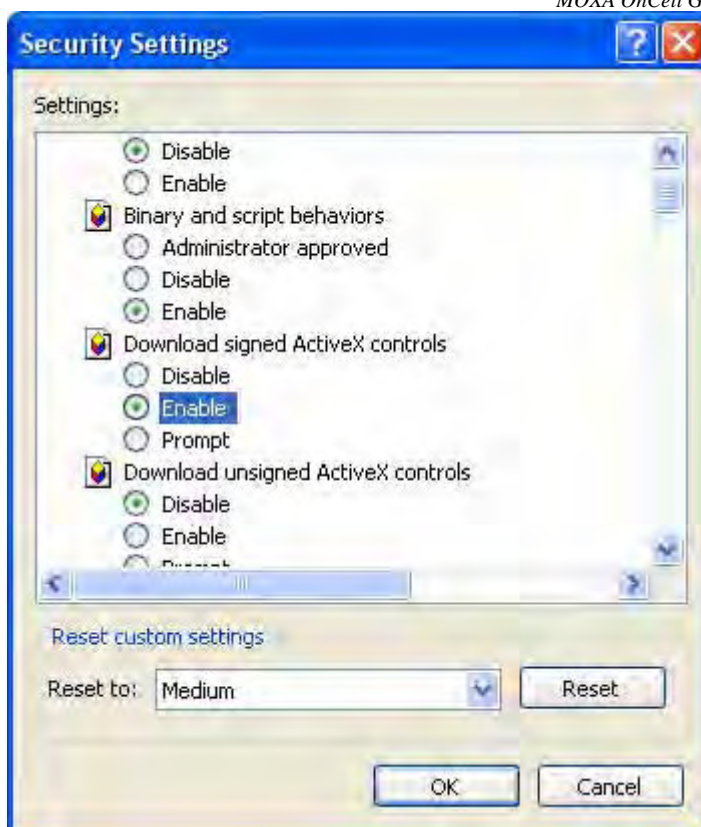 MOXA OnCell G
Security Settings
Settings:
Disable
Enable
Binary and script behaviors
Administrator approved
Disable
Enable
Download signed ActiveX controls
Disable
Enable
Prompt
Download unsigned ActiveX controls
Disable
Enable
Reset custom settings
Reset to: Medium Reset
OK Cancel